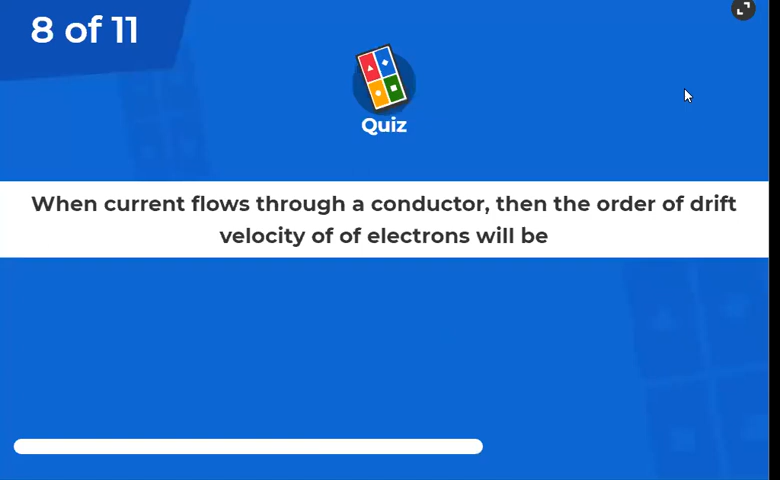 8 of 11
Quiz
When current flows through a conductor, then the order of drift
velocity of of electrons will be